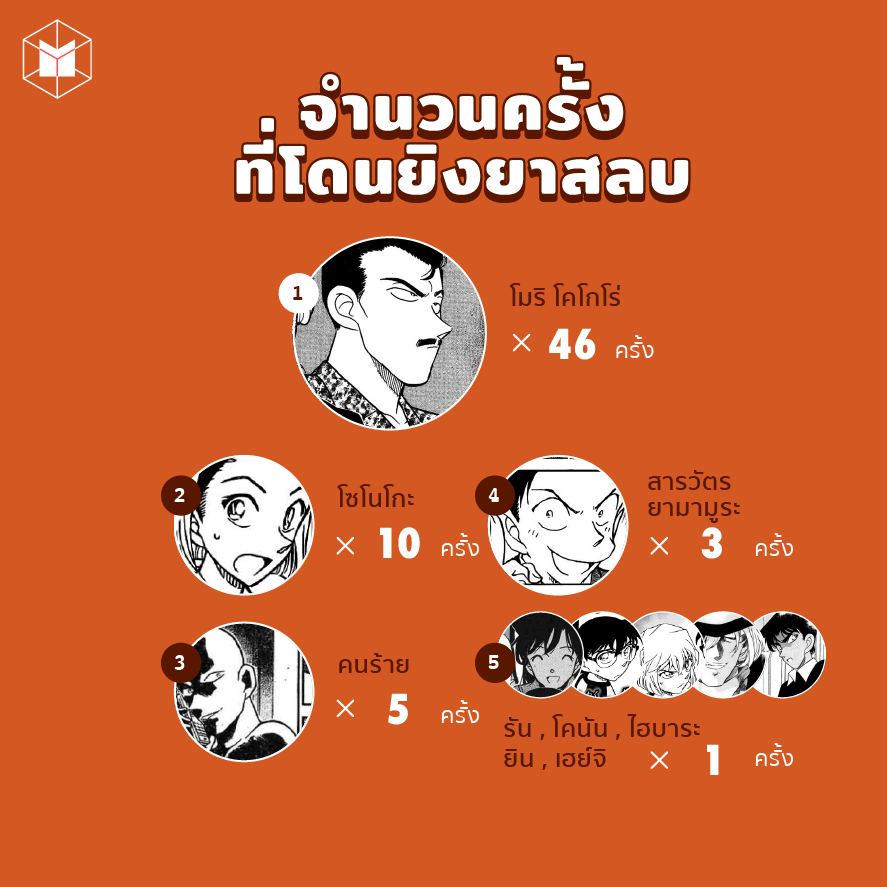 จำนวนครั้ง
ที่โดนยิงยาสลบ
1
โมริ โคโกโร่
× 46 ครั้ง
2
โซโนโกะ
× 10 ครั้ง
3
คนร้าย
× 5 ครั้ง
4
สารวัตร
ยามามูระ
× 3 ครั้ง
5
รัน , โคนัน , ไฮบาระ
ยิน , เฮย์จิ × 1 ครั้ง